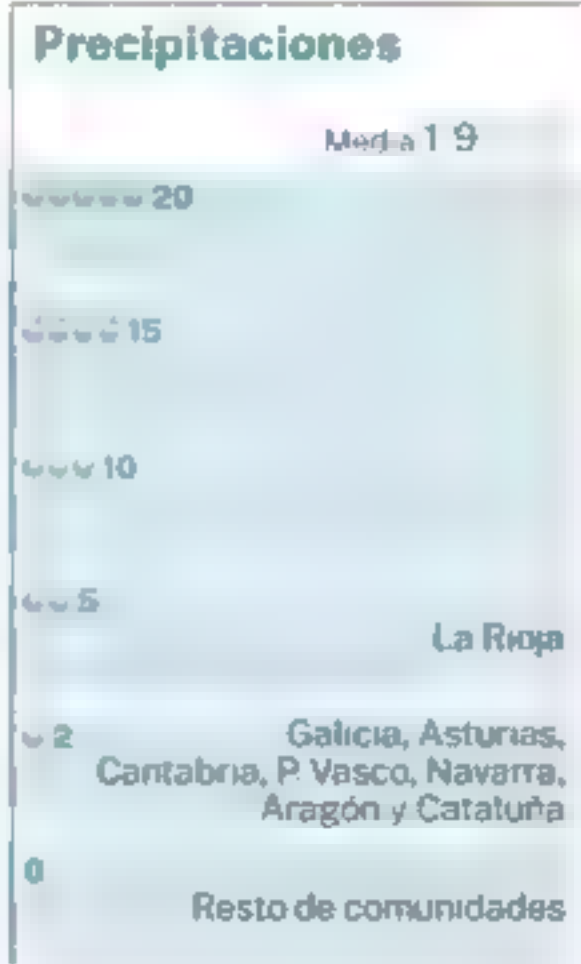 Precipitaciones
Media 1 9
20
15
10
5
La Rioja
2 Galicia, Asturias,
Cantabria, P. Vasco, Navarra,
Aragón y Cataluña
0
Resto de comunidades